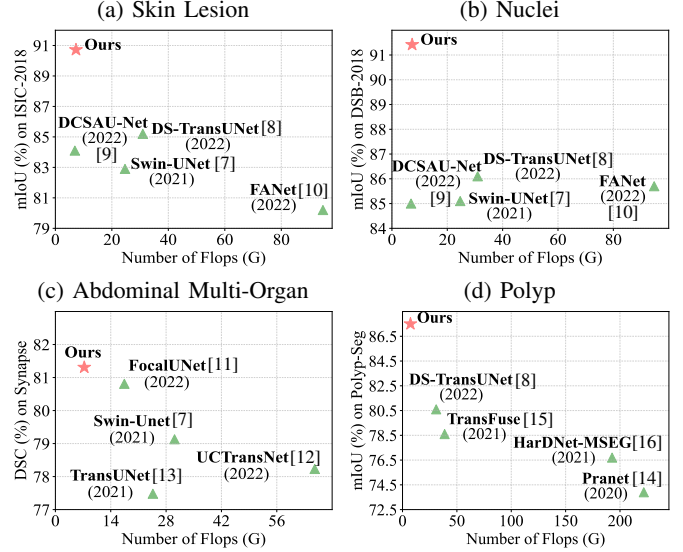 (a) Skin Lesion
mIoU (%) on ISIC-2018
91
89
87
85
83
81
79
Ours
DCSAU-Net
(2022)
[9]
DS-TransUNet[8]
(2022)
Swin-UNet[7]
(2021)
FANet[10]
(2022)
0 20 40 60 80
Number of Flops (G)
(b) Nuclei
mIoU (%) on DSB-2018
91
90
89
88
87
86
85
84
Ours
DCSAU-Net
(2022)
[9]
DS-TransUNet[8]
(2022)
Swin-UNet[7]
(2021)
FANet
(2022)
[10]
0 20 40 60 80
Number of Flops (G)
(c) Abdominal Multi-Organ
DSC (%) on Synapse
82
81
80
79
78
77
Ours
FocalUNet[11]
(2022)
Swin-Unet[7]
(2021)
UCTransNet[12]
(2022)
TransUNet[13]
(2021)
0 14 28 42 56
Number of Flops (G)
(d) Polyp
mIoU (%) on Polyp-Seg
86.5
84.5
82.5
80.5
78.5
76.5
74.5
72.5
Ours
DS-TransUNet[8]
(2022)
TransFuse[15]
(2021)
HarDNet-MSEG[16]
(2021)
Pranet[14]
(2020)
0 50 100 150 200
Number of Flops (G)